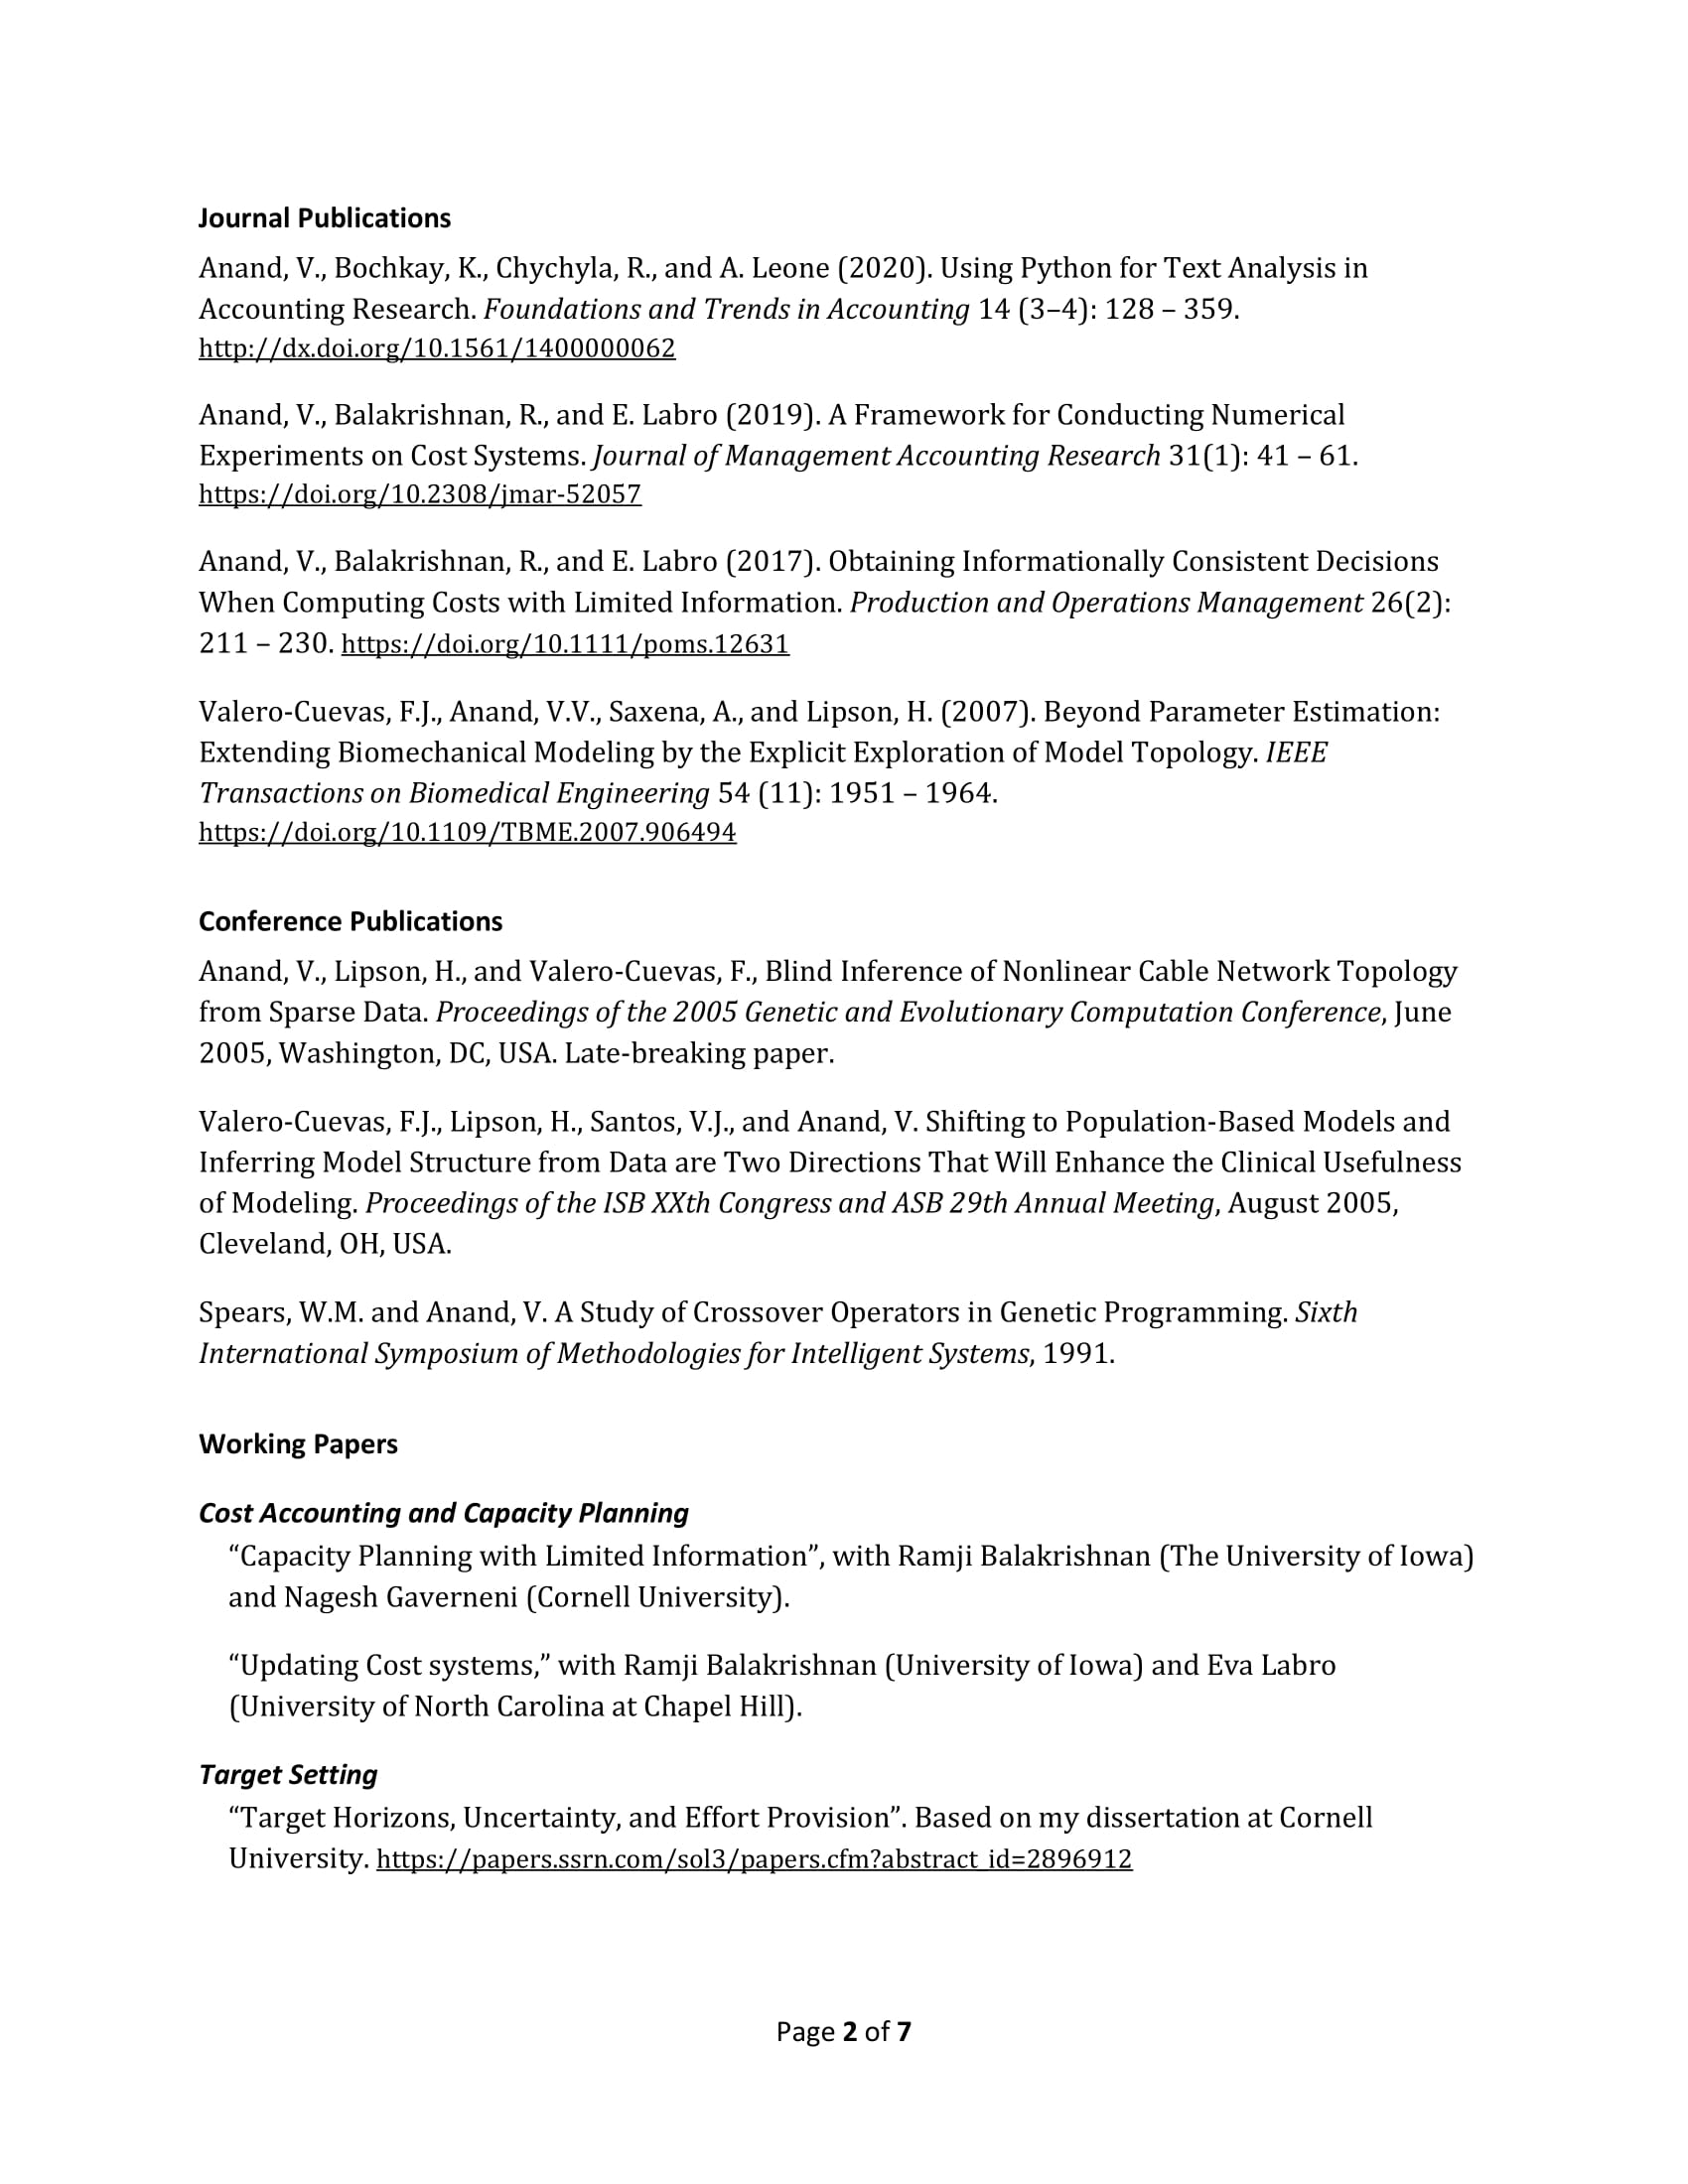 Journal Publications
Anand, V., Bochkay, K., Chychyla, R., and A. Leone (2020). Using Python for Text Analysis in
Accounting Research. Foundations and Trends in Accounting 14 (3–4): 128 – 359.
http://dx.doi.org/10.1561/1400000062
Anand, V., Balakrishnan, R., and E. Labro (2019). A Framework for Conducting Numerical
Experiments on Cost Systems. Journal of Management Accounting Research 31(1): 41 – 61.
https://doi.org/10.2308/jmar-52057
Anand, V., Balakrishnan, R., and E. Labro (2017). Obtaining Informationally Consistent Decisions
When Computing Costs with Limited Information. Production and Operations Management 26(2):
211 – 230. https://doi.org/10.1111/poms.12631
Valero-Cuevas, F.J., Anand, V.V., Saxena, A., and Lipson, H. (2007). Beyond Parameter Estimation:
Extending Biomechanical Modeling by the Explicit Exploration of Model Topology. IEEE
Transactions on Biomedical Engineering 54 (11): 1951 – 1964.
https://doi.org/10.1109/TBME.2007.906494
Conference Publications
Anand, V., Lipson, H., and Valero-Cuevas, F., Blind Inference of Nonlinear Cable Network Topology
from Sparse Data. Proceedings of the 2005 Genetic and Evolutionary Computation Conference, June
2005, Washington, DC, USA. Late-breaking paper.
Valero-Cuevas, F.J., Lipson, H., Santos, V.J., and Anand, V. Shifting to Population-Based Models and
Inferring Model Structure from Data are Two Directions That Will Enhance the Clinical Usefulness
of Modeling. Proceedings of the ISB XXth Congress and ASB 29th Annual Meeting, August 2005,
Cleveland, OH, USA.
Spears, W.M. and Anand, V. A Study of Crossover Operators in Genetic Programming. Sixth
International Symposium of Methodologies for Intelligent Systems, 1991.
Working Papers
Cost Accounting and Capacity Planning
“Capacity Planning with Limited Information”, with Ramji Balakrishnan (The University of Iowa)
and Nagesh Gaverneni (Cornell University).
“Updating Cost systems,” with Ramji Balakrishnan (University of Iowa) and Eva Labro
(University of North Carolina at Chapel Hill).
Target Setting
“Target Horizons, Uncertainty, and Effort Provision”. Based on my dissertation at Cornell
University. https://papers.ssrn.com/sol3/papers.cfm?abstract_id=2896912
Page 2 of 7